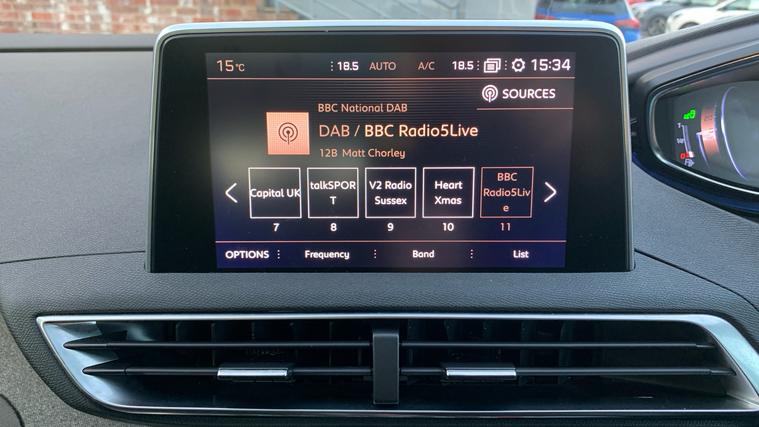 15°C 18.5 AUTO A/C 18.5 15:34
SOURCES
BBC National DAB
DAB / BBC Radio5Live
12B Matt Chorley
Capital UK
talkSPOR
T
V2 Radio
Sussex
Heart
Xmas
BBC
Radio5Liv
e
7 8 9 10 11
OPTIONS Frequency Band List